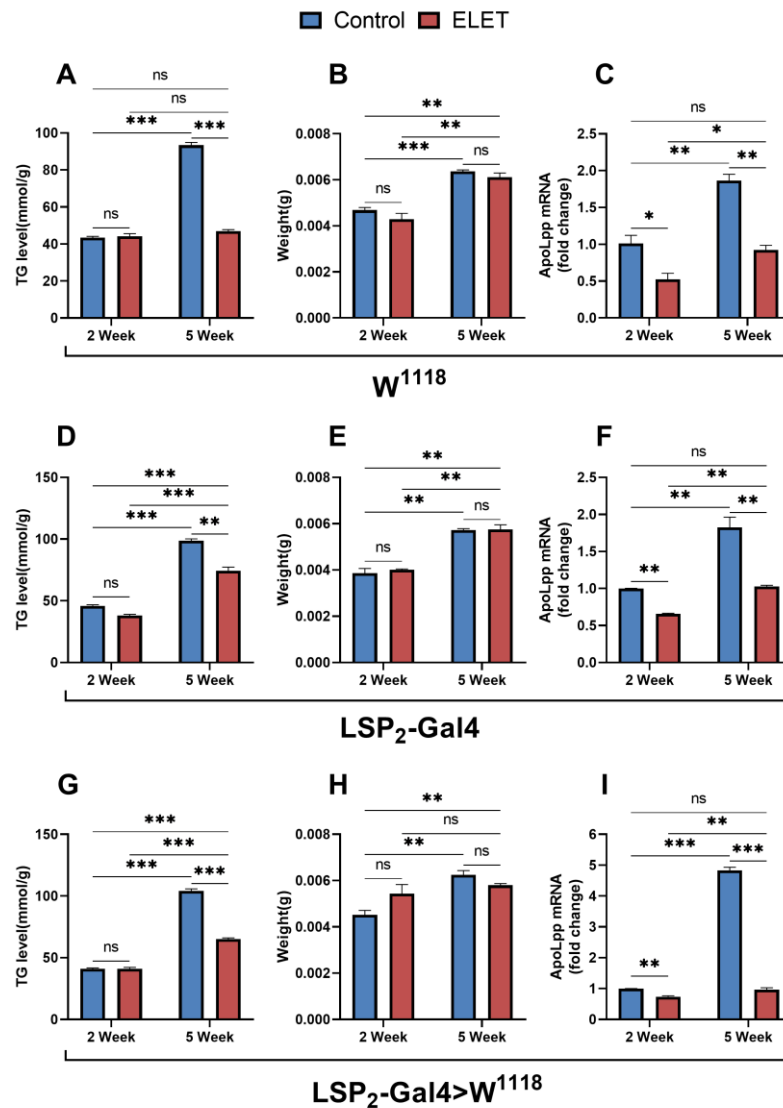 Control ELET
A B C
ns ns ***  ***  ns
TG level(mmol/g)
100
80
60
40
20
0
2 Week 5 Week
** ** *** ns ns
Weight(g)
0.008
0.006
0.004
0.002
0.000
2 Week 5 Week
ns * ** ** *
ApoLpp mRNA
(fold change)
2.5
2.0
1.5
1.0
0.5
0.0
2 Week 5 Week
W1118
D E F
*** *** *** ** ns
TG level(mmol/g)
150
100
50
0
2 Week 5 Week
** ** ** ns ns
Weight(g)
0.008
0.006
0.004
0.002
0.000
2 Week 5 Week
ns ** ** ** **
ApoLpp mRNA
(fold change)
2.5
2.0
1.5
1.0
0.5
0.0
2 Week 5 Week
LSP2-Gal4
G H I
*** *** *** *** ns
TG level(mmol/g)
150
100
50
0
2 Week 5 Week
** ns ** ns ns
Weight(g)
0.008
0.006
0.004
0.002
0.000
2 Week 5 Week
ns ** *** *** **
ApoLpp mRNA
(fold change)
6
5
4
3
2
1
0
2 Week 5 Week
LSP2-Gal4>W1118